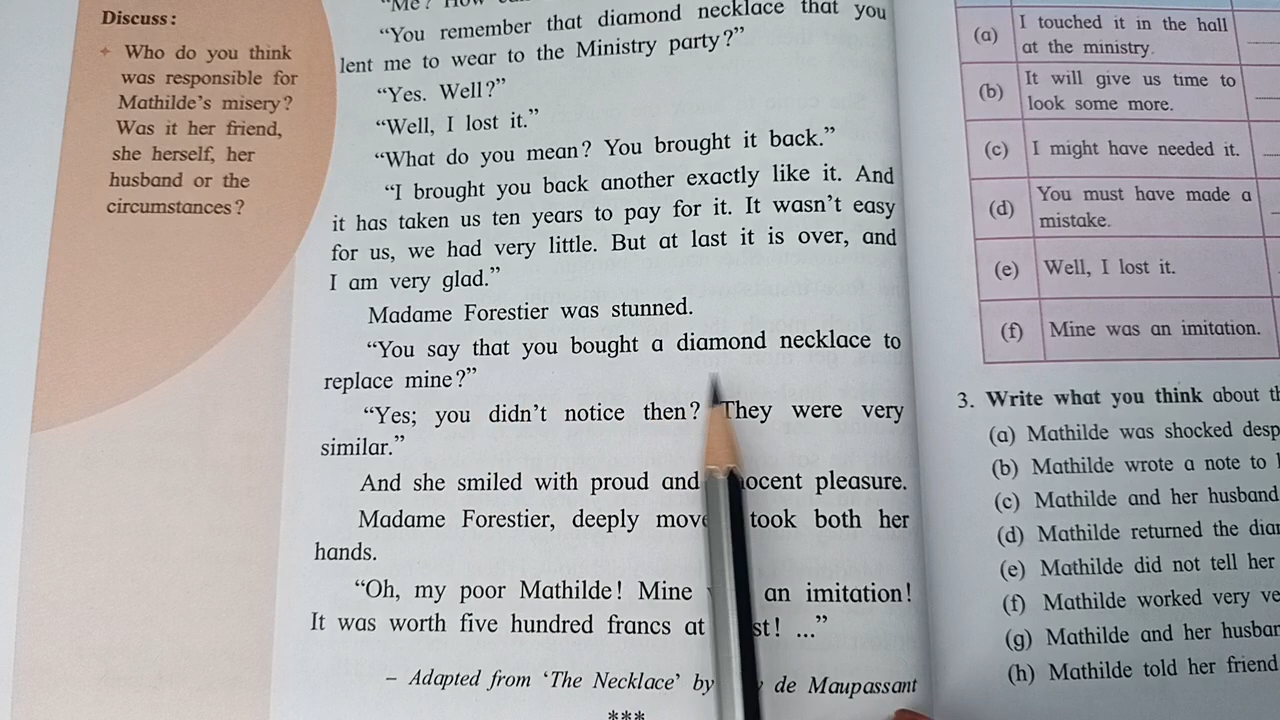 Discuss:
Who do you think
was responsible for
Mathilde's misery?
Was it her friend,
she herself, her
husband or the
circumstances?
"Me?
"You remember that diamond necklace that you
lent me to wear to the Ministry party?"
"Yes. Well?"
"Well, I lost it."
"What do you mean? You brought it back."
"I brought you back another exactly like it. And
it has taken us ten years to pay for it. It wasn't easy
for us, we had very little. But at last it is over, and
I am very glad."
Madame Forestier was stunned.
"You say that you bought a diamond necklace to
replace mine?"
"Yes; you didn't notice then? They were very
similar."
And she smiled with proud and pleasure.
Madame Forestier, deeply took both her
hands.
"Oh, my poor Mathilde! Mine an imitation!
It was worth five hundred francs at ..."
– Adapted from 'The Necklace' by de Maupassant
***
(a) I touched it in the hall
at the ministry.
(b) It will give us time to
look some more.
(c) I might have needed it.
(d) You must have made a
mistake.
(e) Well, I lost it.
(f) Mine was an imitation.
3. Write what you think about
(a) Mathilde was shocked
(b) Mathilde wrote a note to
(c) Mathilde and her husband
(d) Mathilde returned the
(e) Mathilde did not tell her
(f) Mathilde worked very
(g) Mathilde and her
(h) Mathilde told her friend